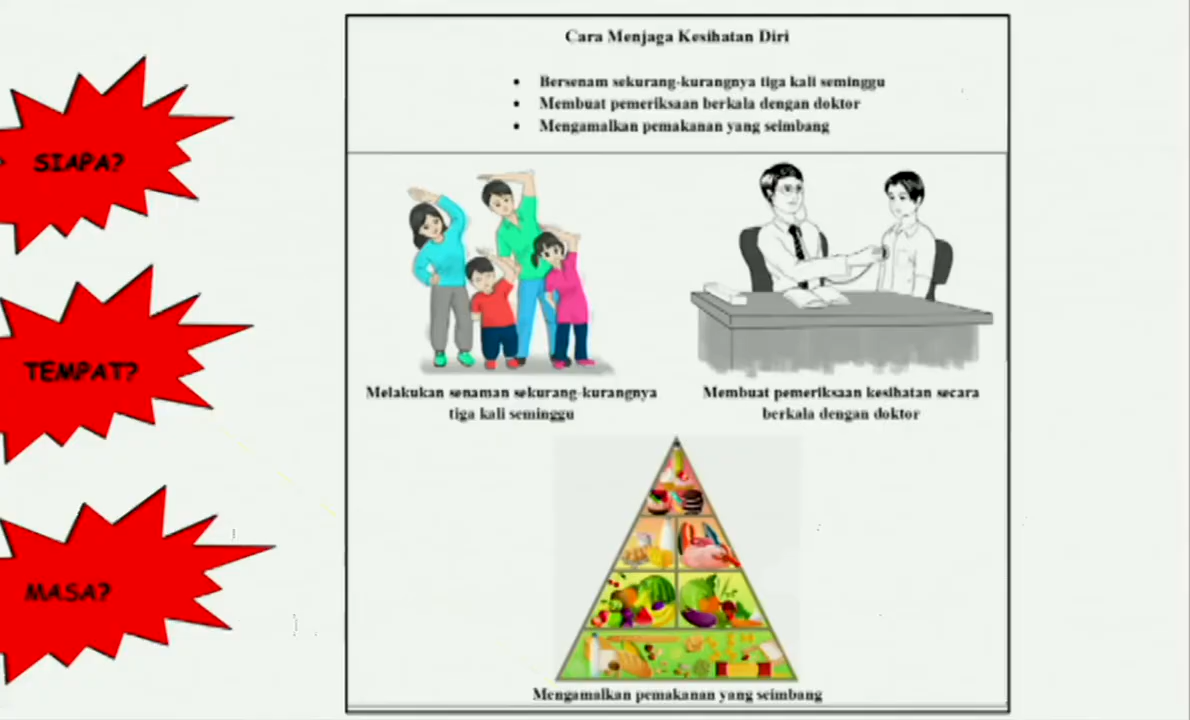 SIAPA?
TEMPAT?
MASA?
Cara Menjaga Kesihatan Diri
• Bersenam sekurang-kurangnya tiga kali seminggu
• Membuat pemeriksaan berkala dengan doktor
• Mengamalkan pemakanan yang seimbang
Melakukan senaman sekurang-kurangnya
tiga kali seminggu
Membuat pemeriksaan kesihatan secara
berkala dengan doktor
Mengamalkan pemakanan yang seimbang